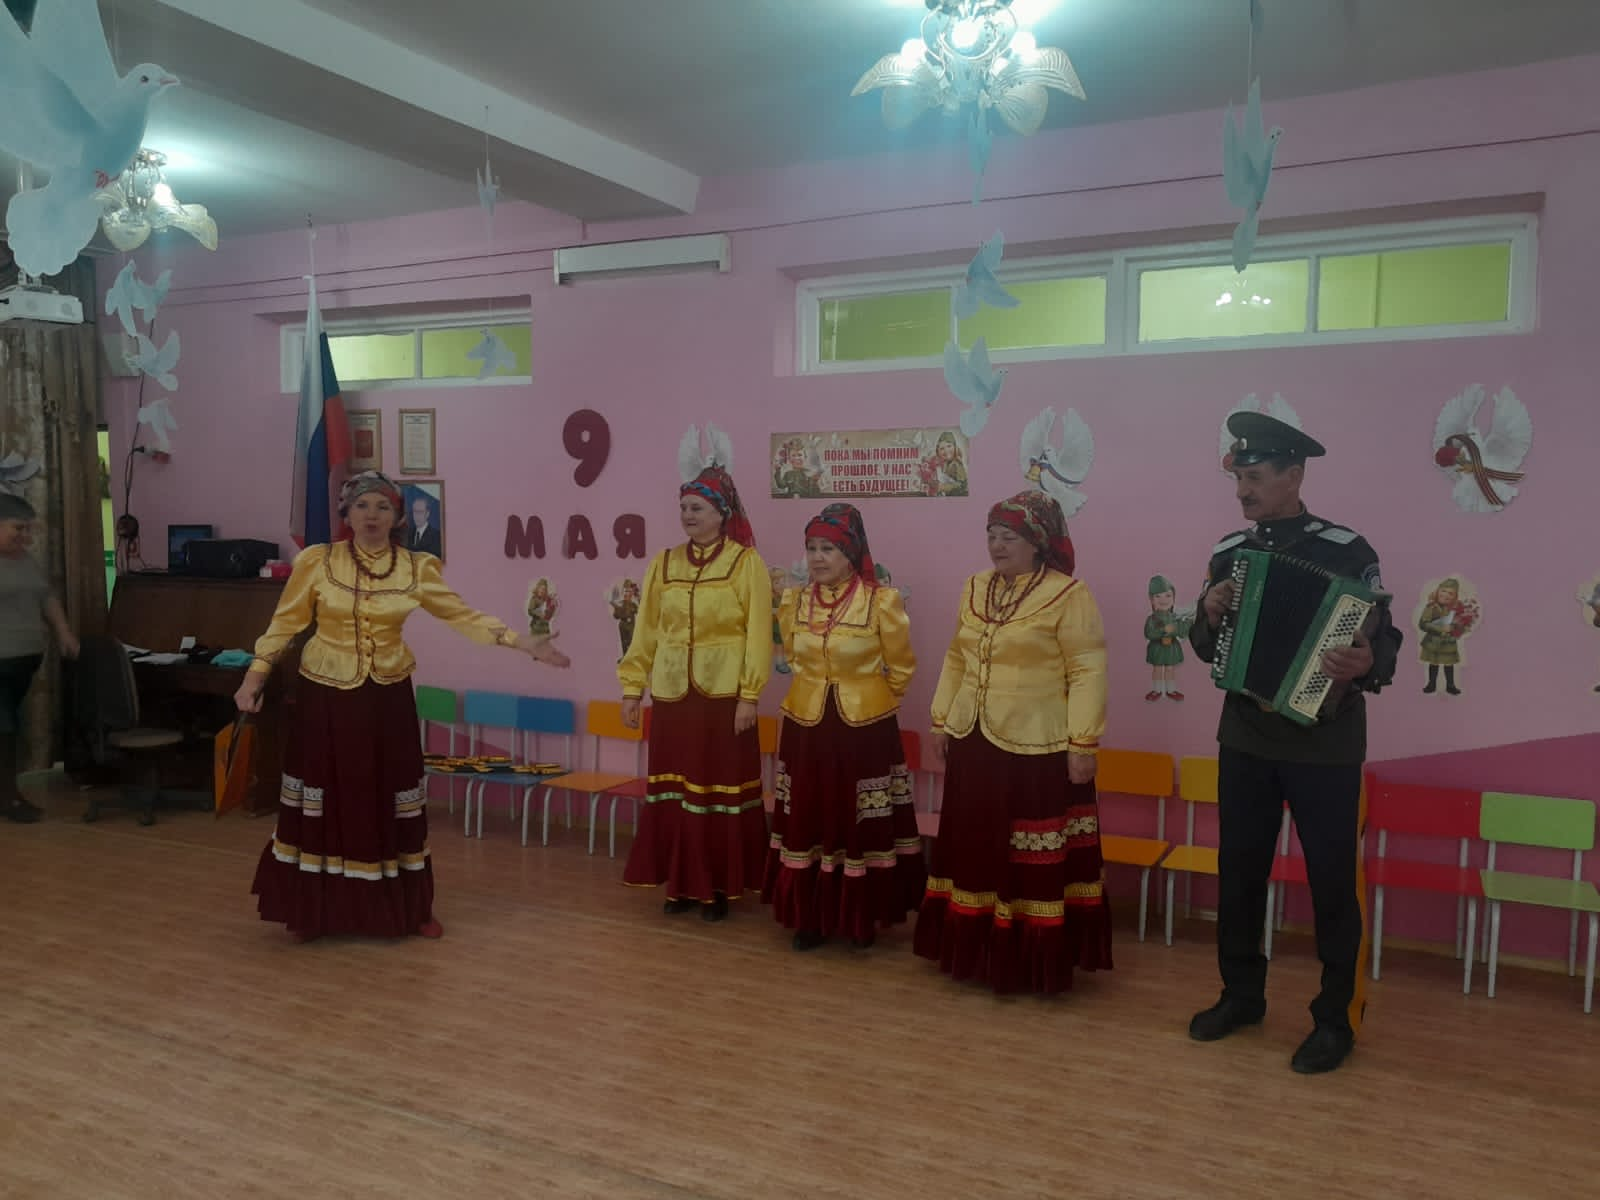 9
МАЯ
ПОКА МЫ ПОМНИМ
ПРОШЛОЕ, У НАС
ЕСТЬ БУДУЩЕЕ!